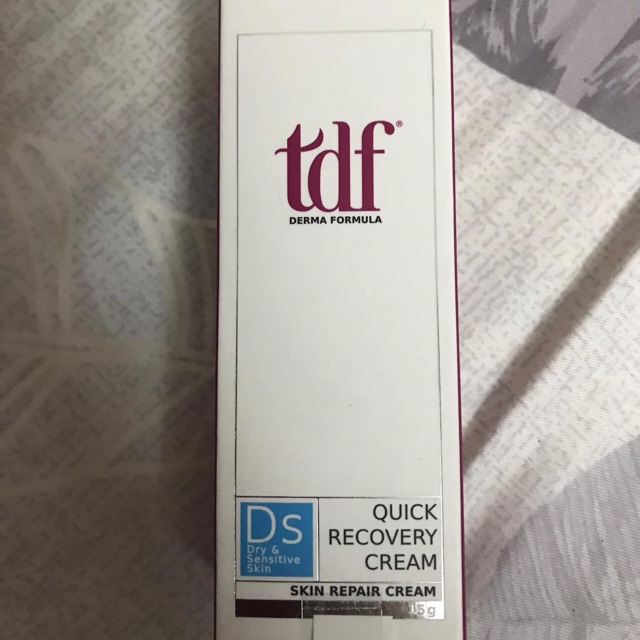 tdf®
DERMA FORMULA
Ds
Dry &
Sensitive
Skin
QUICK
RECOVERY
CREAM
SKIN REPAIR CREAM